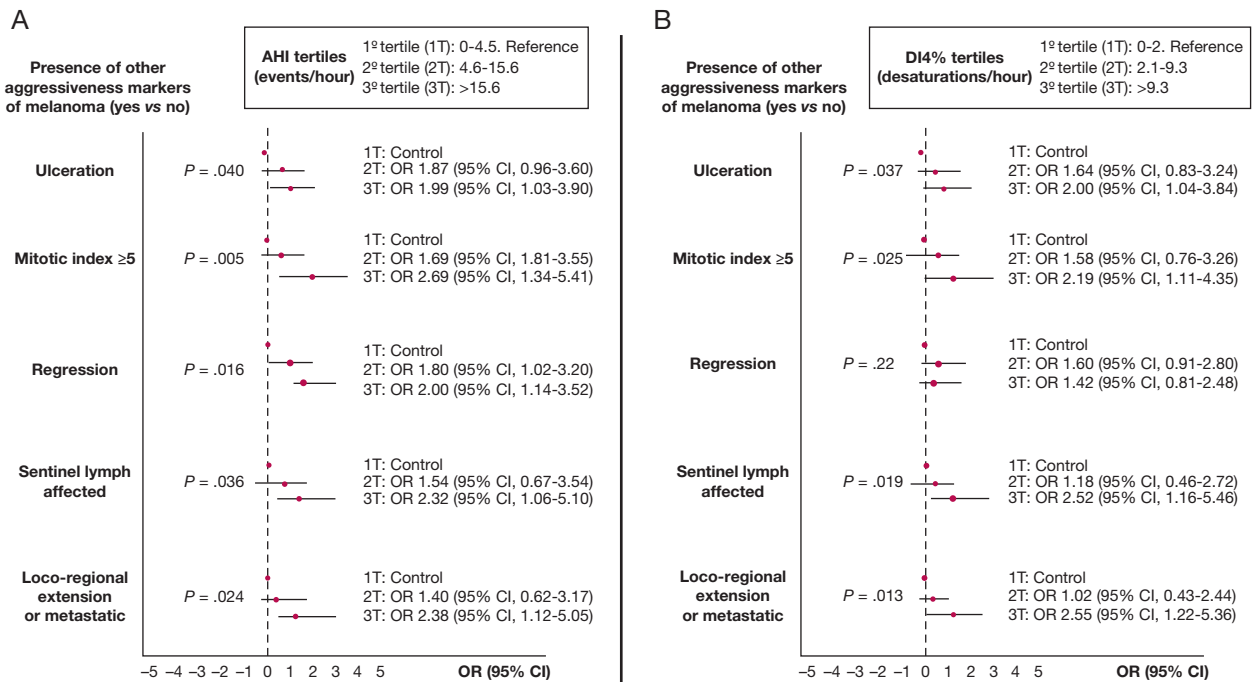 A
AHI tertiles
(events/hour)
1º tertile (1T): 0-4.5. Reference
2º tertile (2T): 4.6-15.6
3º tertile (3T): >15.6
Presence of other
aggressiveness markers
of melanoma (yes vs no)
Ulceration
P = .040
1T: Control
2T: OR 1.87 (95% CI, 0.96-3.60)
3T: OR 1.99 (95% CI, 1.03-3.90)
Mitotic index ≥5
P = .005
1T: Control
2T: OR 1.69 (95% CI, 1.81-3.55)
3T: OR 2.69 (95% CI, 1.34-5.41)
Regression
P = .016
1T: Control
2T: OR 1.80 (95% CI, 1.02-3.20)
3T: OR 2.00 (95% CI, 1.14-3.52)
Sentinel lymph
affected
P = .036
1T: Control
2T: OR 1.54 (95% CI, 0.67-3.54)
3T: OR 2.32 (95% CI, 1.06-5.10)
Loco-regional
extension
or metastatic
P = .024
1T: Control
2T: OR 1.40 (95% CI, 0.62-3.17)
3T: OR 2.38 (95% CI, 1.12-5.05)
–5 –4 –3 –2 –1 0 1 2 3 4 5 OR (95% CI)
B
DI4% tertiles
(desaturations/hour)
1º tertile (1T): 0-2. Reference
2º tertile (2T): 2.1-9.3
3º tertile (3T): >9.3
Presence of other
aggressiveness markers
of melanoma (yes vs no)
Ulceration
P = .037
1T: Control
2T: OR 1.64 (95% CI, 0.83-3.24)
3T: OR 2.00 (95% CI, 1.04-3.84)
Mitotic index ≥5
P = .025
1T: Control
2T: OR 1.58 (95% CI, 0.76-3.26)
3T: OR 2.19 (95% CI, 1.11-4.35)
Regression
P = .22
1T: Control
2T: OR 1.60 (95% CI, 0.91-2.80)
3T: OR 1.42 (95% CI, 0.81-2.48)
Sentinel lymph
affected
P = .019
1T: Control
2T: OR 1.18 (95% CI, 0.46-2.72)
3T: OR 2.52 (95% CI, 1.16-5.46)
Loco-regional
extension
or metastatic
P = .013
1T: Control
2T: OR 1.02 (95% CI, 0.43-2.44)
3T: OR 2.55 (95% CI, 1.22-5.36)
–5 –4 –3 –2 –1 0 1 2 3 4 5 OR (95% CI)